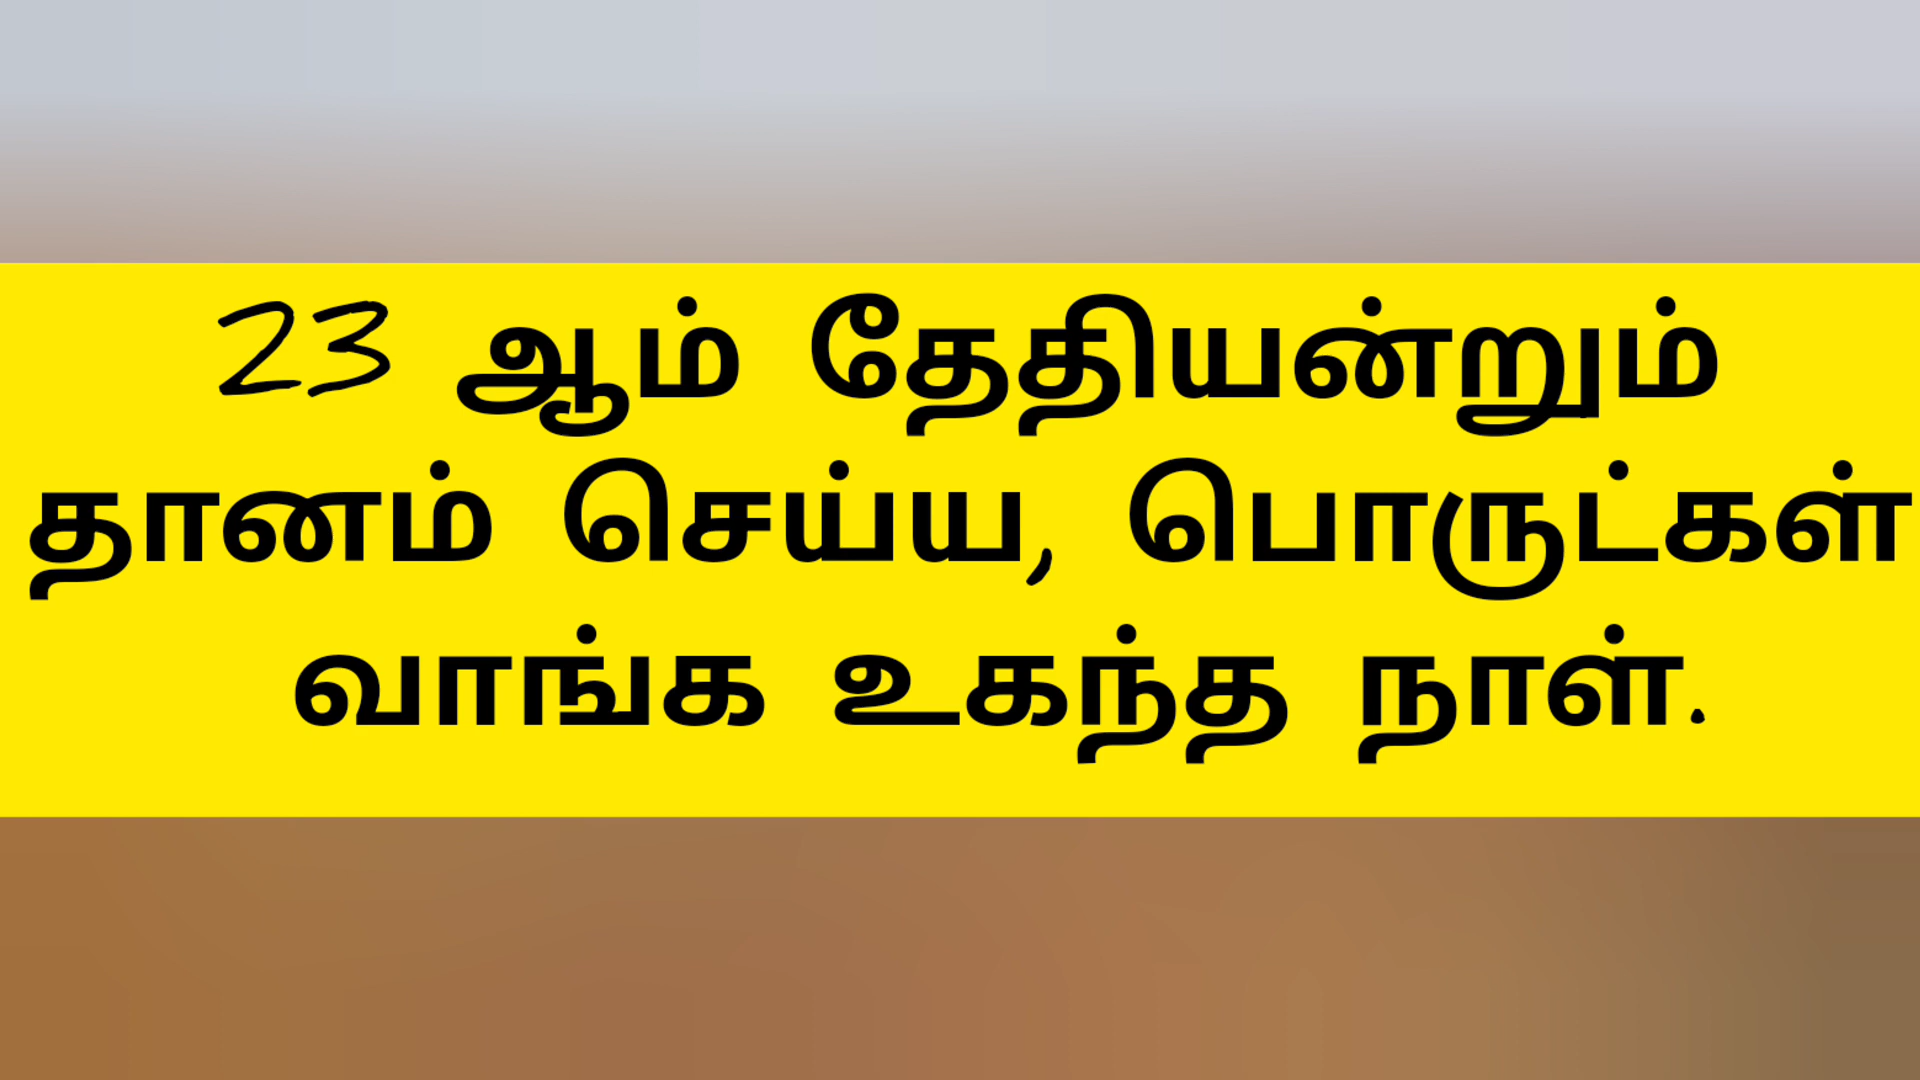 23 ஆம் தேதியன்றும்
தானம் செய்ய, பொருட்கள்
வாங்க உகந்த நாள்.